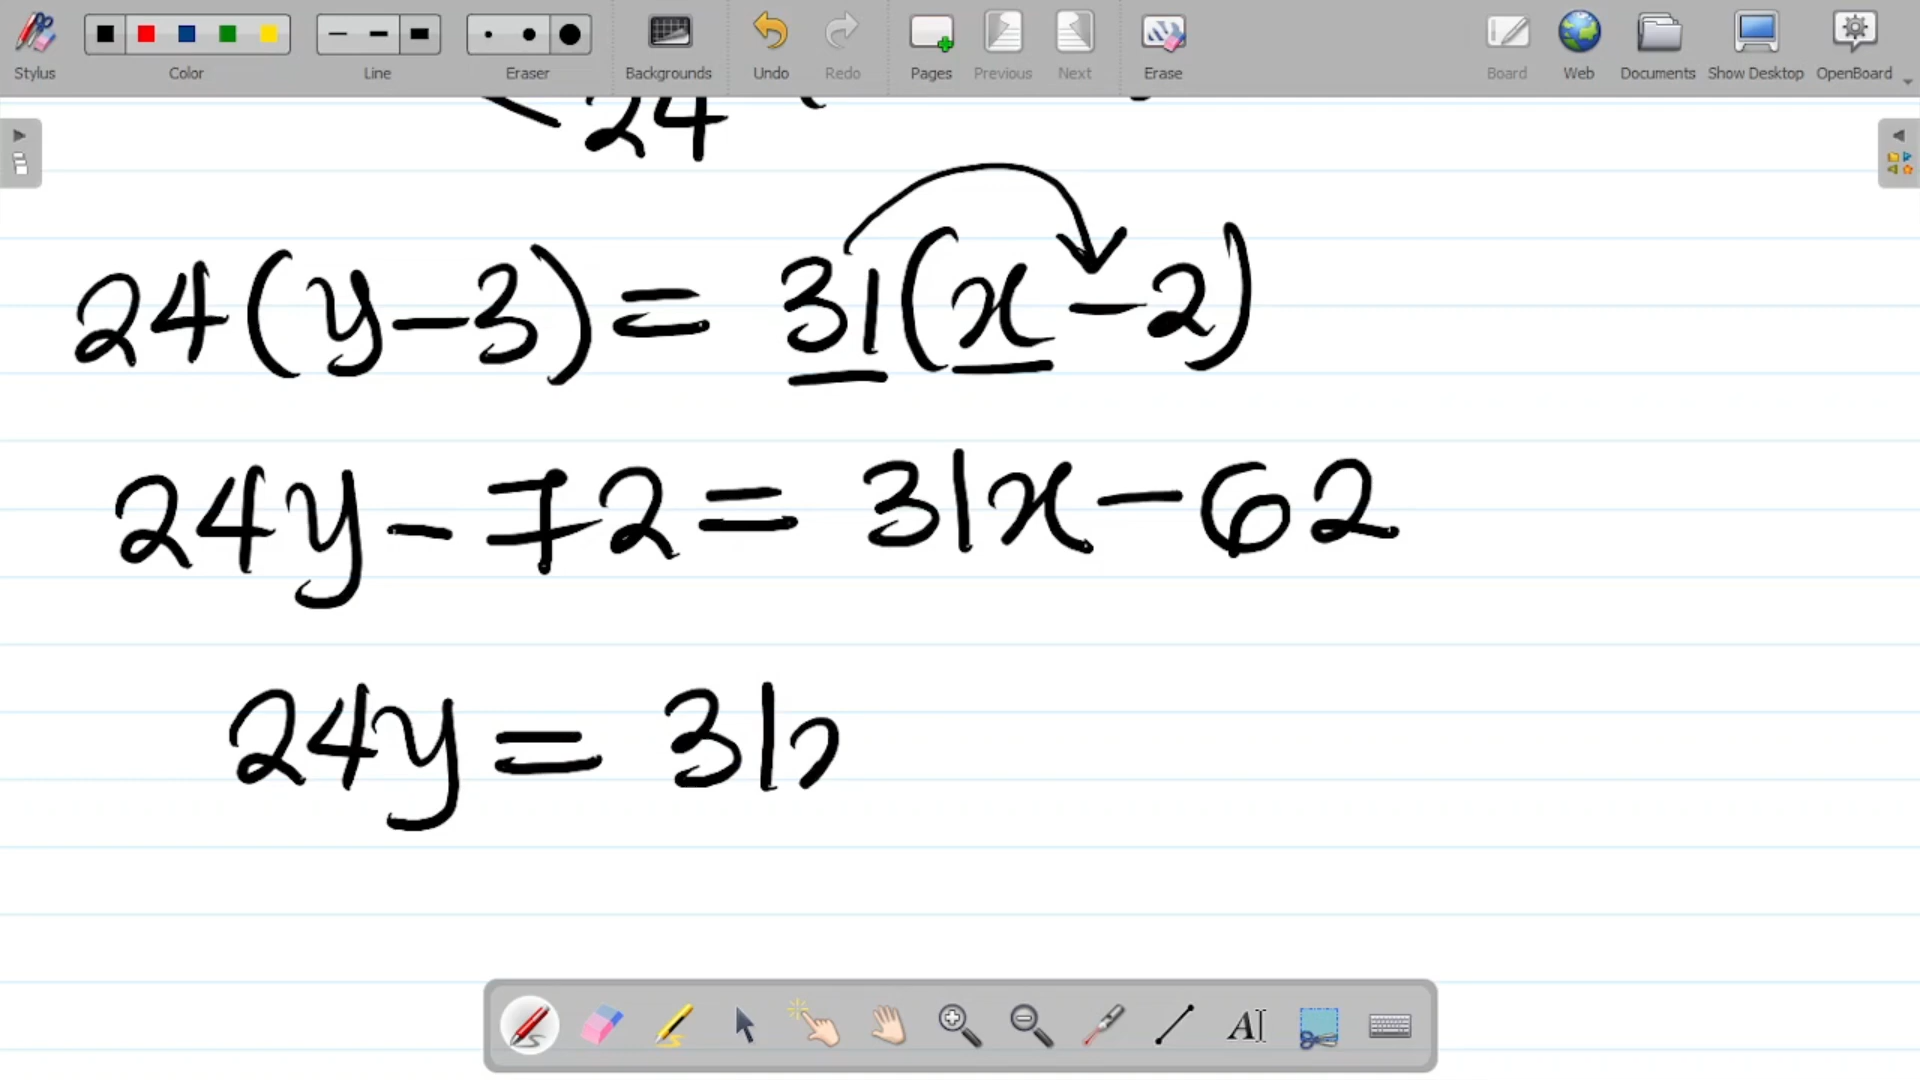 Stylus Color Line Eraser Backgrounds Undo Redo Pages Previous Next Erase Board Web Documents Show Desktop OpenBoard
24
24(y-3)= 31(x-2)
24y-72= 31x-62
24y= 31